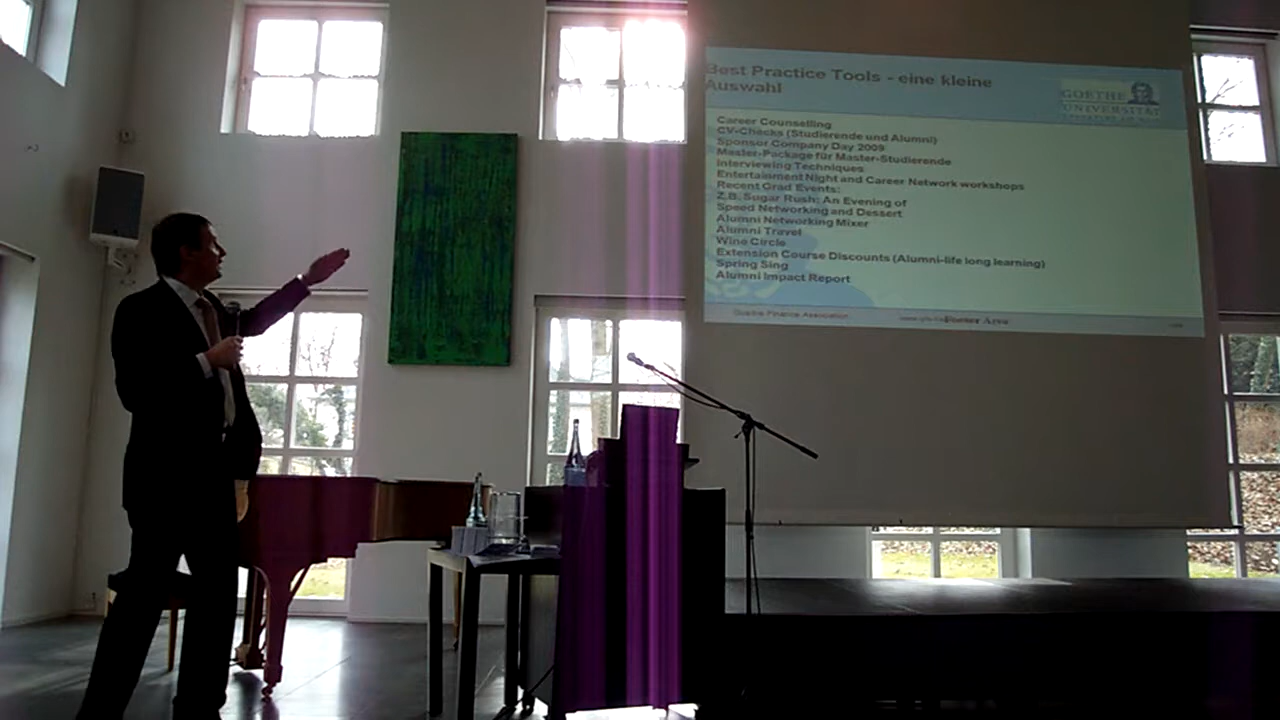 Best Practice Tools - eine kleine
Auswahl
GOETHE
UNIVERSITÄT
Career Counselling
CV-Checks (Studierende und Alumni)
Sponsor Company Day 2009
Master-Package für Master-Studierende
Interviewing Techniques
Entertainment Night and Career Network workshops
Recent Grad Events:
Z.B. Sugar Rush: An Evening of
Speed Networking and Dessert
Alumni Networking Mixer
Alumni Travel
Wine Circle
Extension Course Discounts (Alumni-life long learning)
Spring Sing
Alumni Impact Report
Goethe Finance Association
Footer Area